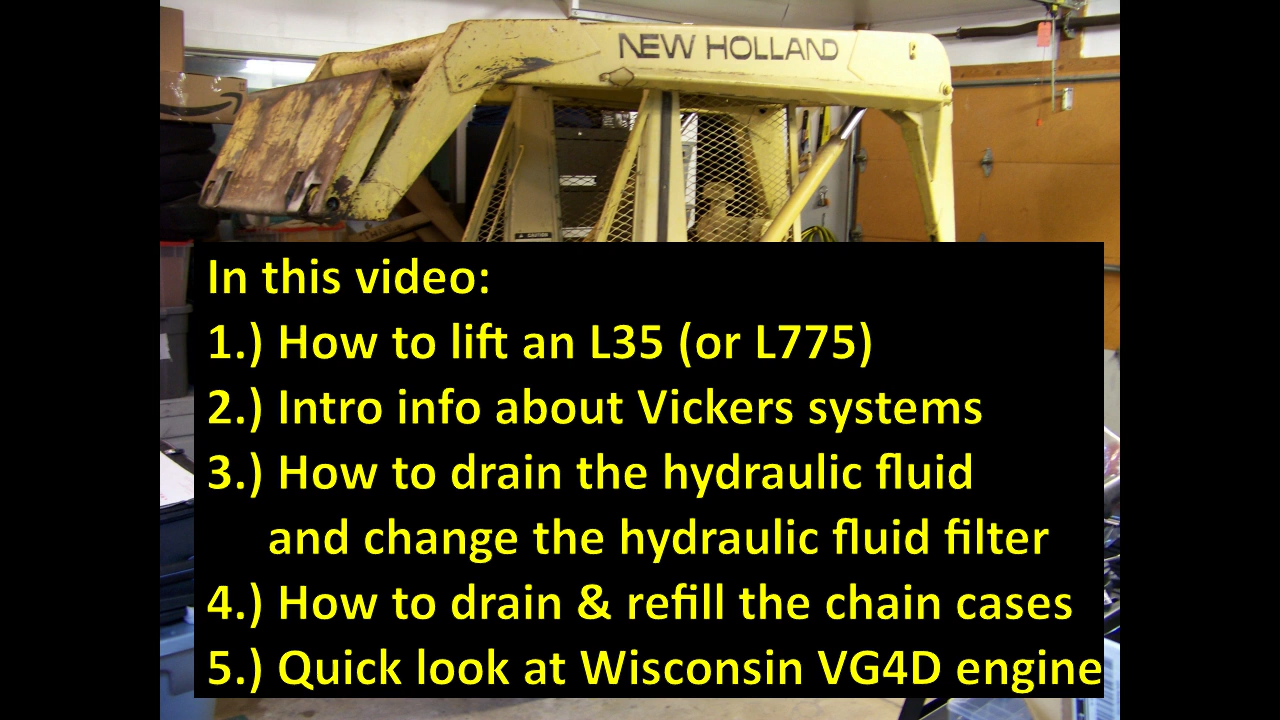 NEW HOLLAND
In this video:
1.) How to lift an L35 (or L775)
2.) Intro info about Vickers systems
3.) How to drain the hydraulic fluid
and change the hydraulic fluid filter
4.) How to drain & refill the chain cases
5.) Quick look at Wisconsin VG4D engine